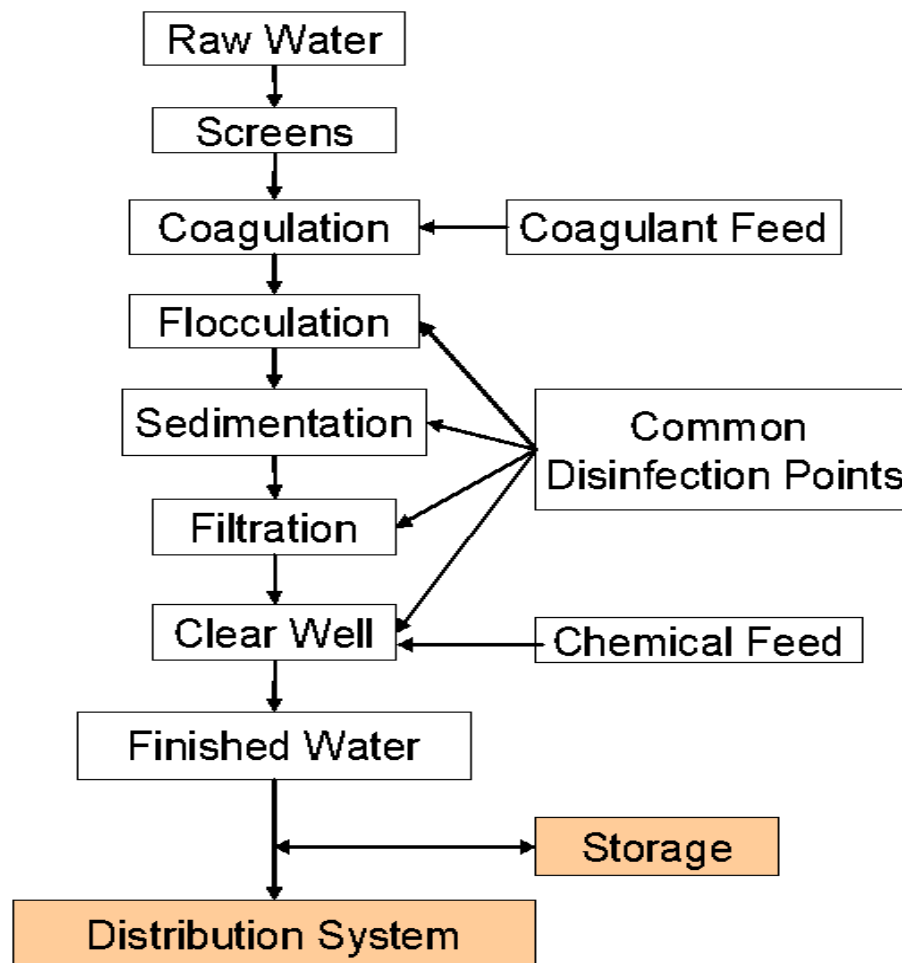 Raw Water
Screens
Coagulation
Coagulant Feed
Flocculation
Sedimentation
Common
Disinfection Points
Filtration
Clear Well
Chemical Feed
Finished Water
Storage
Distribution System